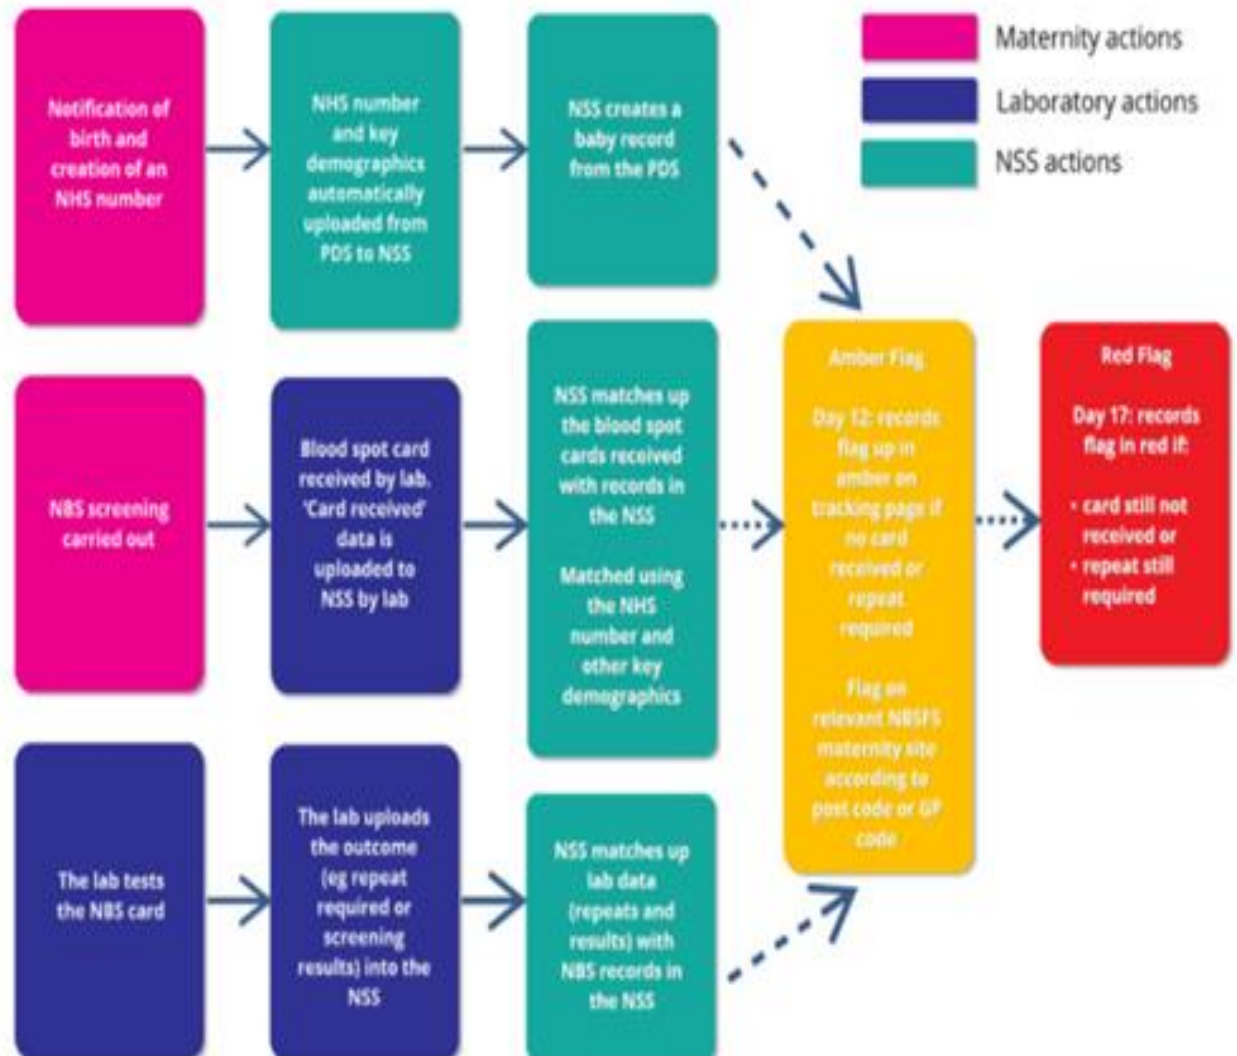 Notification of
birth and
creation of an
NHS number
NHS number
and key
demographics
automatically
uploaded from
PDS to NSS
NSS creates a
baby record
from the PDS
Maternity actions
Laboratory actions
NSS actions
NBS screening
carried out
Blood spot card
received by lab.
'Card received'
data is
uploaded to
NSS by lab
NSS matches up
the blood spot
cards received
with records in
the NSS
Matched using
the NHS
number and
other key
demographics
Amber Flag
Day 12: records
flag up in
amber on
tracking page if
no card
received or
repeat
required
Flag on
relevant NBSFS
maternity site
according to
post code or GP
code
Red Flag
Day 17: records
flag in red if:
• card still not
received or
• repeat still
required
The lab tests
the NBS card
The lab uploads
the outcome
(eg repeat
required or
screening
results) into the
NSS
NSS matches up
lab data
(repeats and
results) with
NBS records in
the NSS